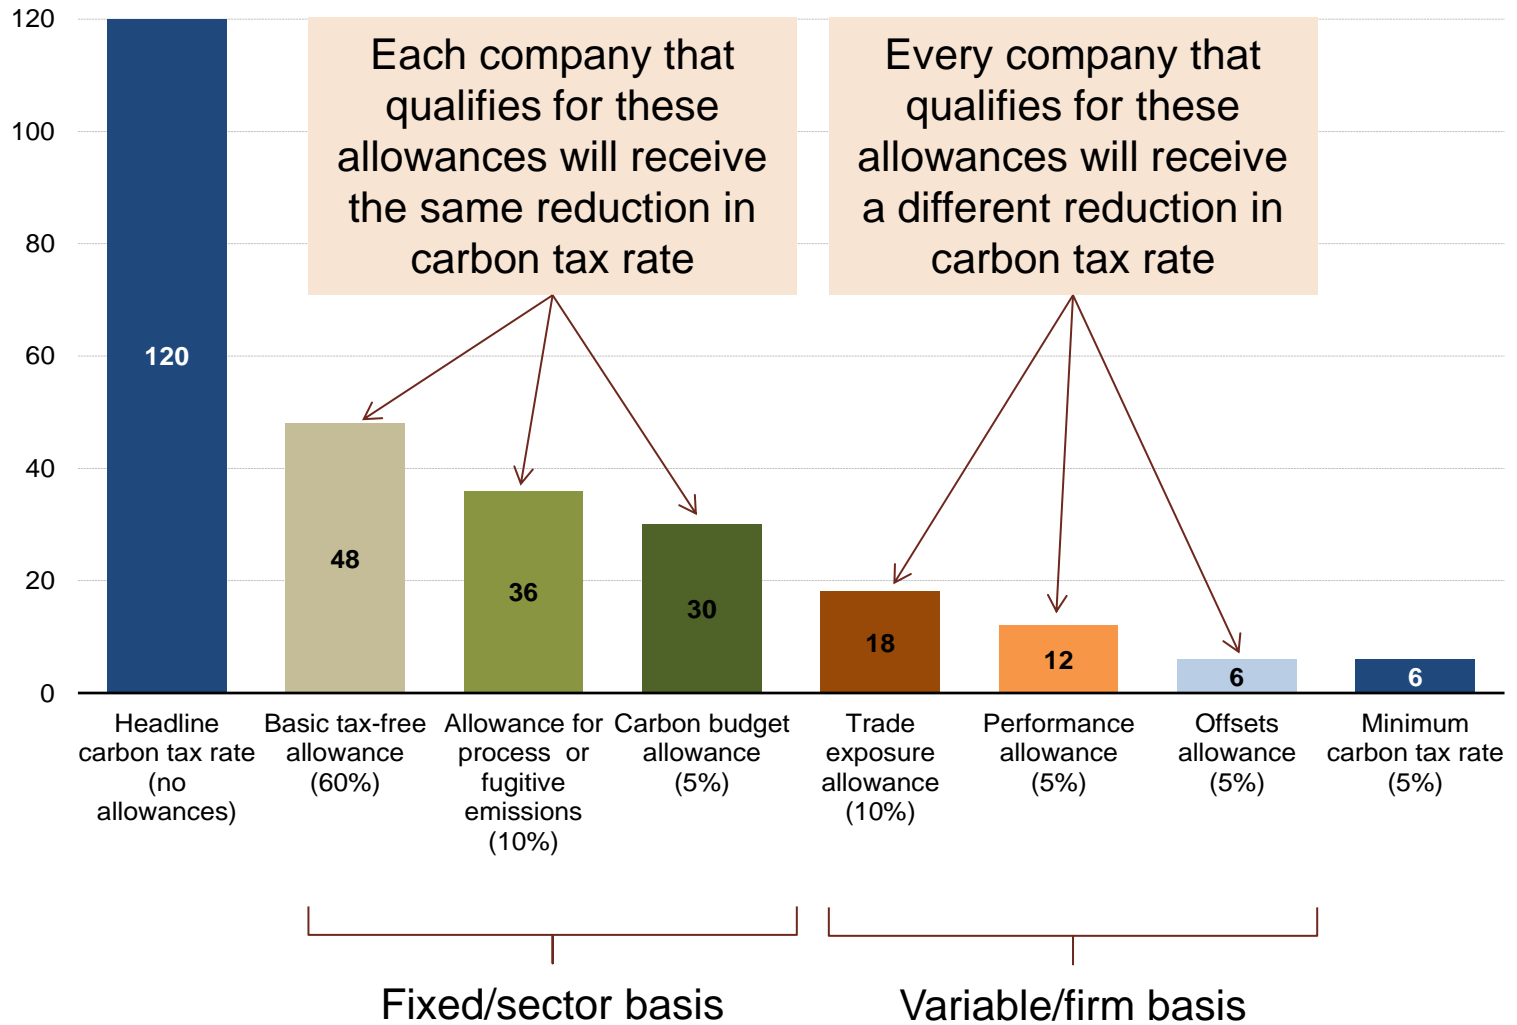 120
100
80
60
40
20
0
Each company that
qualifies for these
allowances will receive
the same reduction in
carbon tax rate
Every company that
qualifies for these
allowances will receive
a different reduction in
carbon tax rate
120
48
36
30
18
12
6
6
Headline
carbon tax rate
(no
allowances)
Basic tax-free
allowance
(60%)
Allowance for
process or
fugitive
emissions
(10%)
Carbon budget
allowance
(5%)
Trade
exposure
allowance
(10%)
Performance
allowance
(5%)
Offsets
allowance
(5%)
Minimum
carbon tax rate
(5%)
Fixed/sector basis
Variable/firm basis